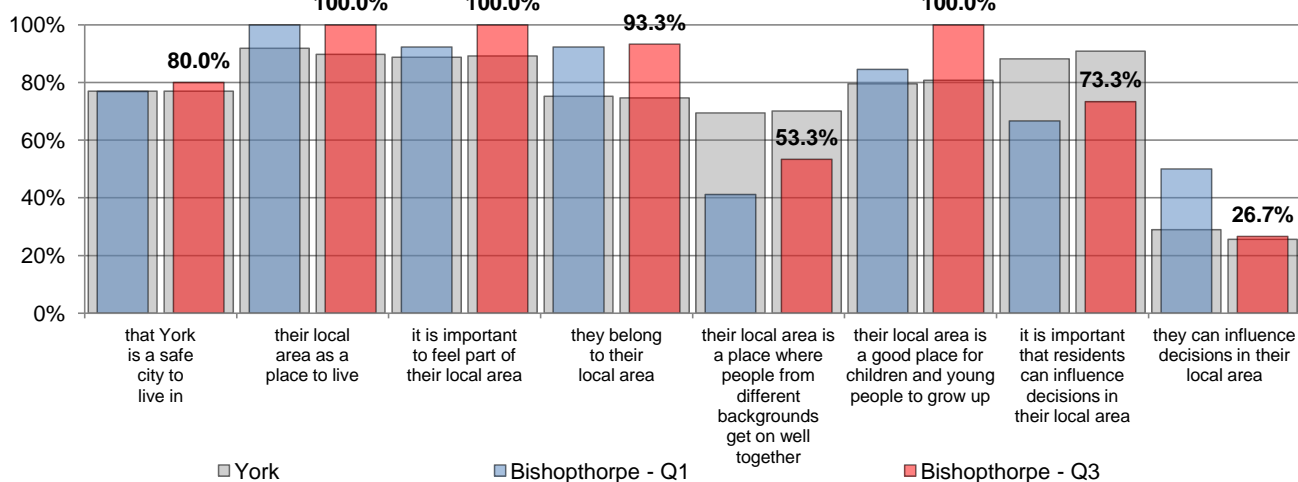 100.0%
100.0%
100.0%
93.3%
80.0%
73.3%
53.3%
26.7%
100%
80%
60%
40%
20%
0%
that York
is a safe
city to
live in
their local
area as a
place to live
it is important
to feel part of
their local area
they belong
to their
local area
their local area is
a place where
people from
different
backgrounds
get on well
together
their local area is
a good place for
children and young
people to grow up
it is important
that residents
can influence
decisions in
their local area
they can influence
decisions in their
local area
York
Bishopthorpe - Q1
Bishopthorpe - Q3